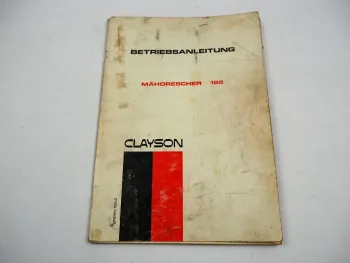 BETRIEBSANLEITUNG
MÄHDRESCHER 122
CLAYSON